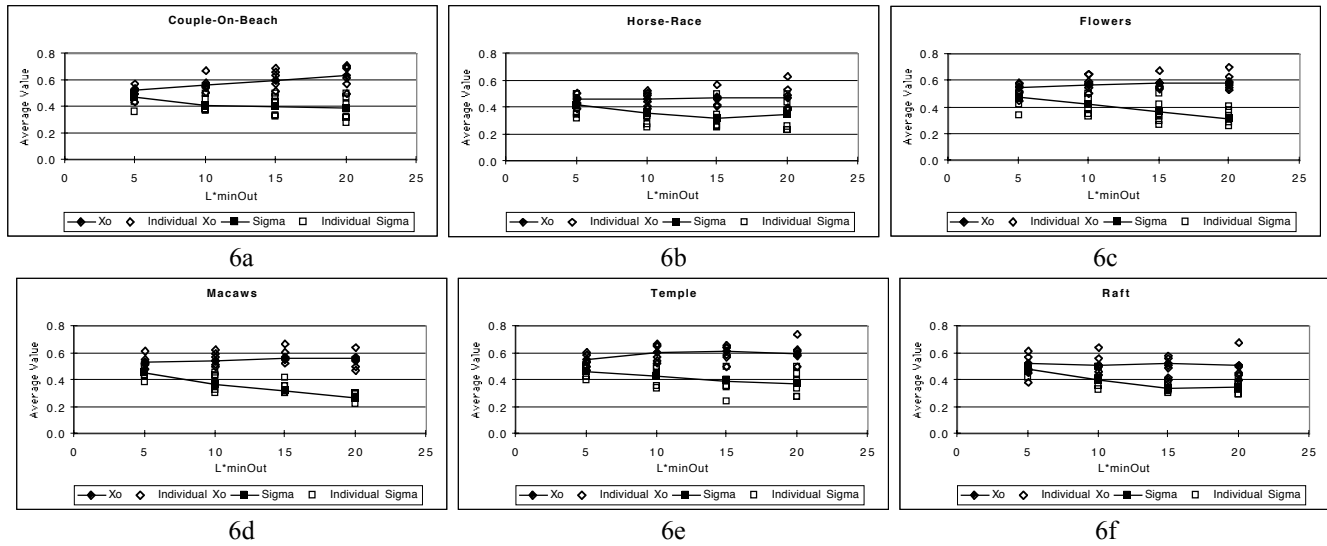 Couple-On-Beach
Average Value
0.8
0.6
0.4
0.2
0.0
0 5 10 15 20 25
L*minOut
Xo Individual Xo Sigma Individual Sigma
6a
Horse-Race
Average Value
0.8
0.6
0.4
0.2
0.0
0 5 10 15 20 25
L*minOut
Xo Individual Xo Sigma Individual Sigma
6b
Flowers
Average Value
0.8
0.6
0.4
0.2
0.0
0 5 10 15 20 25
L*minOut
Xo Individual Xo Sigma Individual Sigma
6c
Macaws
Average Value
0.8
0.6
0.4
0.2
0.0
0 5 10 15 20 25
L*minOut
Xo Individual Xo Sigma Individual Sigma
6d
Temple
Average Value
0.8
0.6
0.4
0.2
0.0
0 5 10 15 20 25
L*minOut
Xo Individual Xo Sigma Individual Sigma
6e
Raft
Average Value
0.8
0.6
0.4
0.2
0.0
0 5 10 15 20 25
L*minOut
Xo Individual Xo Sigma Individual Sigma
6f